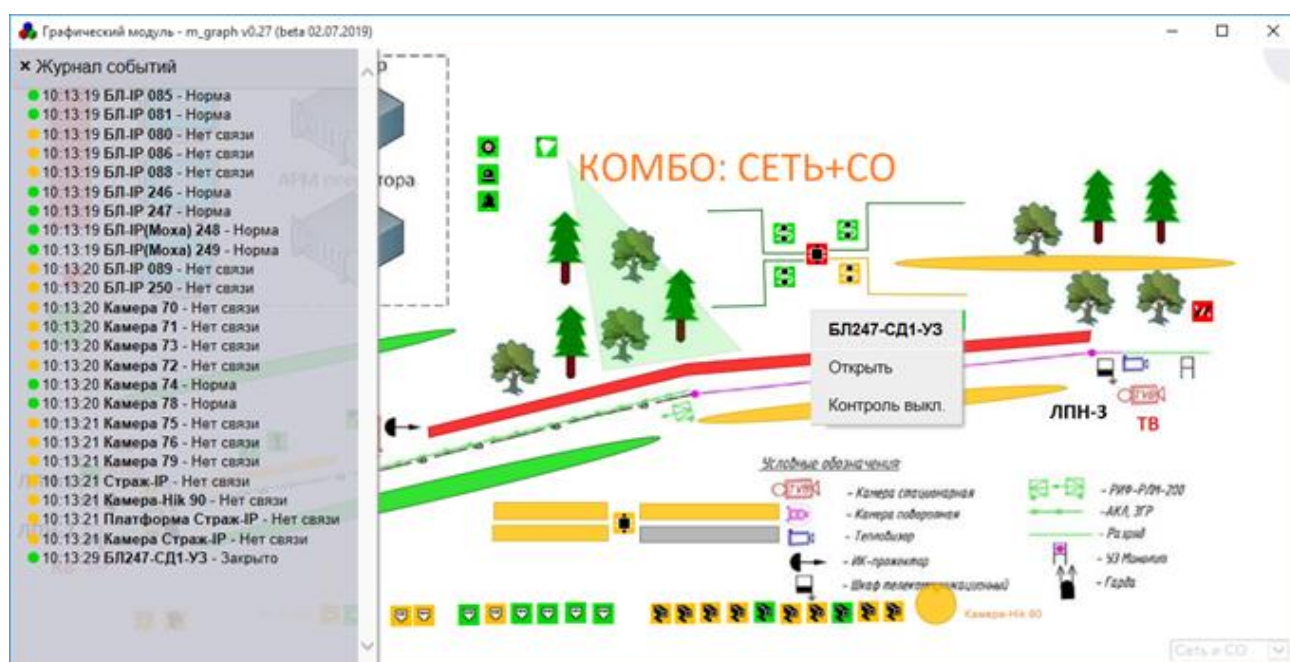 Графический модуль - m_graph v0.27 (beta 02.07.2019)
× Журнал событий
10:13:19 БЛ-IP 085 - Норма
10:13:19 БЛ-IP 081 - Норма
10:13:19 БЛ-IP 080 - Нет связи
10:13:19 БЛ-IP 086 - Нет связи
10:13:19 БЛ-IP 088 - Нет связи
10:13:19 БЛ-IP 246 - Норма
10:13:19 БЛ-IP 247 - Норма
10:13:19 БЛ-IP(Моха) 248 - Норма
10:13:19 БЛ-IP(Моха) 249 - Норма
10:13:20 БЛ-IP 089 - Нет связи
10:13:20 БЛ-IP 250 - Нет связи
10:13:20 Камера 70 - Нет связи
10:13:20 Камера 71 - Нет связи
10:13:20 Камера 73 - Нет связи
10:13:20 Камера 72 - Нет связи
10:13:20 Камера 74 - Норма
10:13:20 Камера 78 - Норма
10:13:21 Камера 75 - Нет связи
10:13:21 Камера 76 - Нет связи
10:13:21 Камера 79 - Нет связи
10:13:21 Страж-IP - Нет связи
10:13:21 Камера-Hik 90 - Нет связи
10:13:21 Платформа Страж-IP - Нет связи
10:13:21 Камера Страж-IP - Нет связи
10:13:29 БЛ247-СД1-УЗ - Закрыто
КОМБО: СЕТЬ+СО
БЛ247-СД1-УЗ
Открыть
Контроль выкл.
ЛПН-3
ТВ
Условные обозначения
- Камера стационарная
- Камера поворотная
- Тепловизор
- ИК-прожектор
- Шкаф телекоммуникационный
- РИФ-РЛМ-200
- АКЛ, ЗГР
- Разряд
- УЗ Монолит
- Гарда
Камера-Hik 90
Сеть и СО